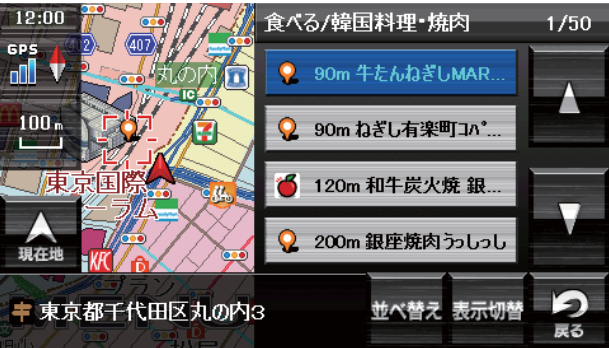 12:00
食べる/韓国料理・焼肉
1/50
GPS
407
丸の内
IC
90m 牛たんねぎしMAR...
100m
90m ねぎし有楽町コパ...
東京国際
ーラム
120m 和牛炭火焼 銀...
現在地
KFC
200m 銀座焼肉うっしっし
東京都千代田区丸の内3
並べ替え
表示切替
戻る